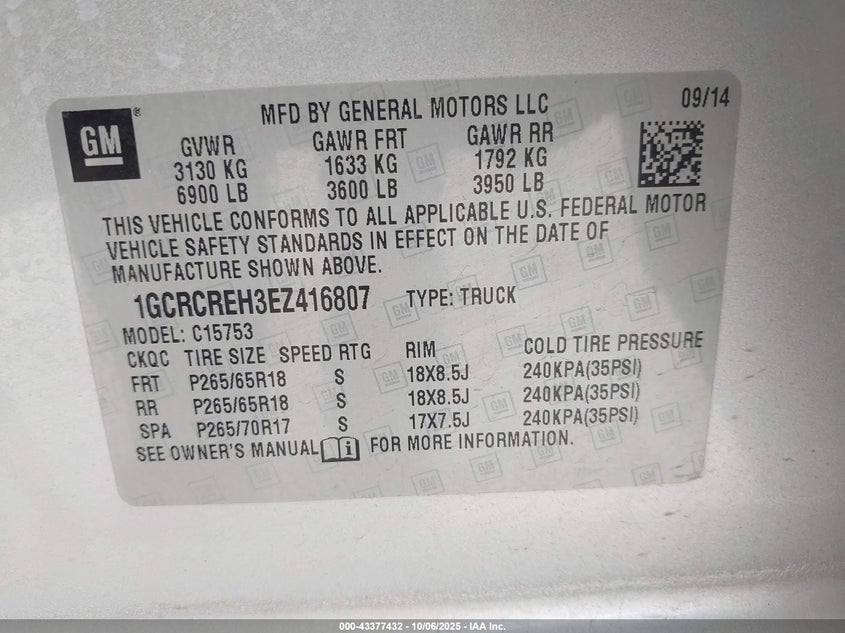 GM
MFD BY GENERAL MOTORS LLC 09/14
GVWR GAWR FRT GAWR RR
3130 KG 1633 KG 1792 KG
6900 LB 3600 LB 3950 LB
THIS VEHICLE CONFORMS TO ALL APPLICABLE U.S. FEDERAL MOTOR
VEHICLE SAFETY STANDARDS IN EFFECT ON THE DATE OF
MANUFACTURE SHOWN ABOVE.
1GCRCREH3EZ416807 TYPE: TRUCK
MODEL: C15753
CKQC TIRE SIZE SPEED RTG RIM COLD TIRE PRESSURE
FRT P265/65R18 S 18X8.5J 240KPA(35PSI)
RR P265/65R18 S 18X8.5J 240KPA(35PSI)
SPA P265/70R17 S 17X7.5J 240KPA(35PSI)
SEE OWNER'S MANUAL FOR MORE INFORMATION.
000-43377432 - 10/06/2025 - IAA Inc.